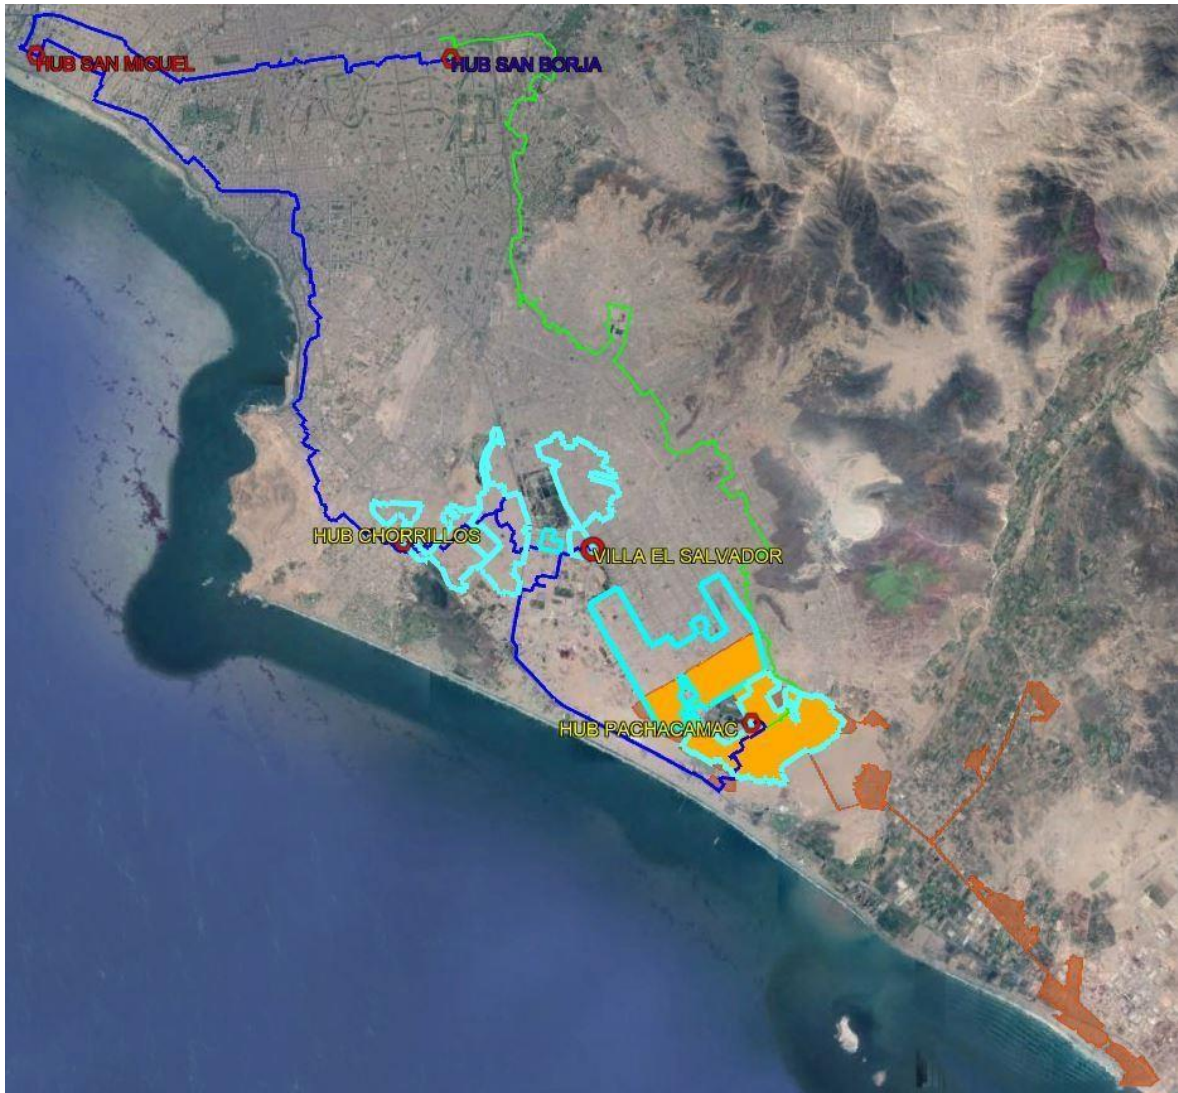 HUB SAN MIGUEL
HUB SAN BORJA
HUB CHORRILLOS
VILLA EL SALVADOR
HUB PACHACAMAC